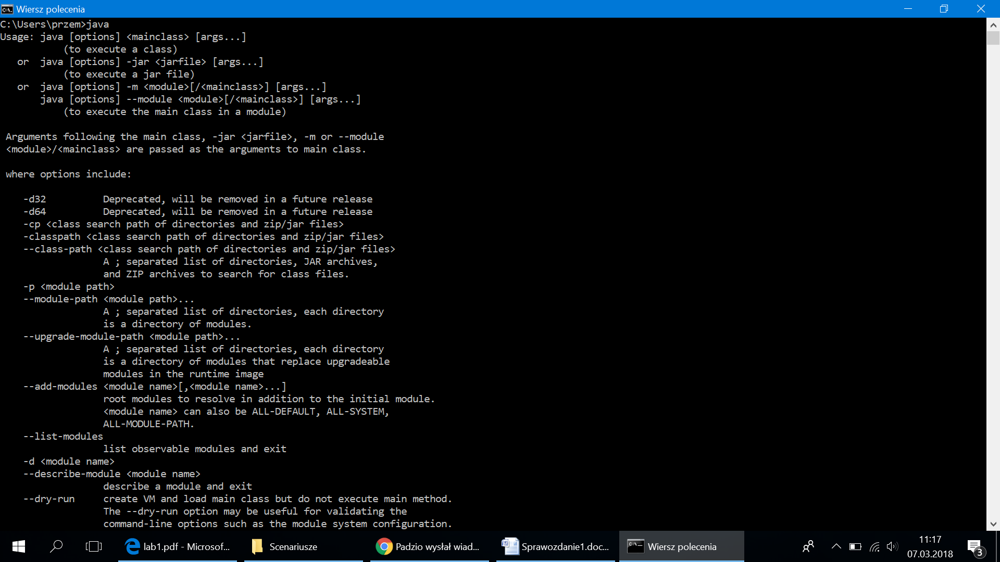 Wiersz polecenia
C:\Users\przem>java
Usage: java [options] <mainclass> [args...]
           (to execute a class)
   or  java [options] -jar <jarfile> [args...]
           (to execute a jar file)
   or  java [options] -m <module>[/<mainclass>] [args...]
       java [options] --module <module>[/<mainclass>] [args...]
           (to execute the main class in a module)

 Arguments following the main class, -jar <jarfile>, -m or --module
 <module>/<mainclass> are passed as the arguments to main class.

 where options include:

    -d32          Deprecated, will be removed in a future release
    -d64          Deprecated, will be removed in a future release
    -cp <class search path of directories and zip/jar files>
    -classpath <class search path of directories and zip/jar files>
    --class-path <class search path of directories and zip/jar files>
                  A ; separated list of directories, JAR archives,
                  and ZIP archives to search for class files.
    -p <module path>
    --module-path <module path>...
                  A ; separated list of directories, each directory
                  is a directory of modules.
    --upgrade-module-path <module path>...
                  A ; separated list of directories, each directory
                  is a directory of modules that replace upgradeable
                  modules in the runtime image
    --add-modules <module name>[,<module name>...]
                  root modules to resolve in addition to the initial module.
                  <module name> can also be ALL-DEFAULT, ALL-SYSTEM,
                  ALL-MODULE-PATH.
    --list-modules
                  list observable modules and exit
    -d <module name>
    --describe-module <module name>
                  describe a module and exit
    --dry-run     create VM and load main class but do not execute main method.
                  The --dry-run option may be useful for validating the
                  command-line options such as the module system configuration.
lab1.pdf - Microsof...
Scenariusze
Padzio wysłał wiad...
Sprawozdanie1.doc...
Wiersz polecenia
11:17
07.03.2018
3